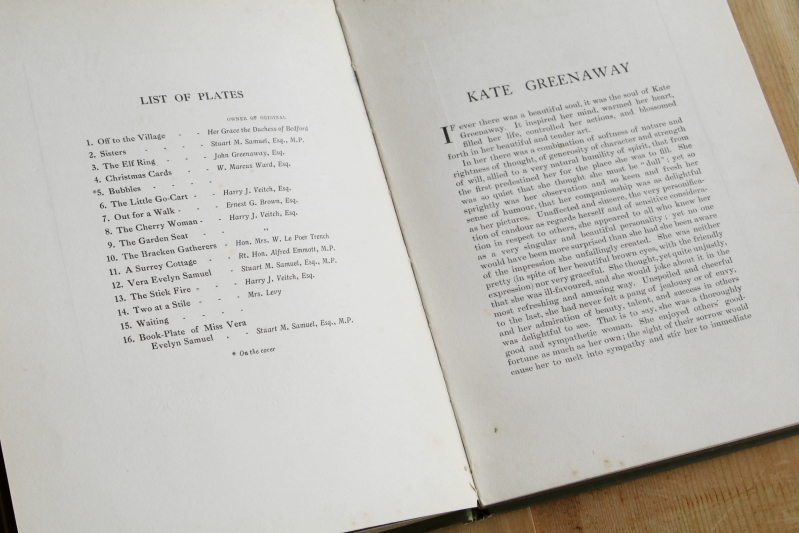 LIST OF PLATES
OWNER OF ORIGINAL
1. Off to the Village - - Her Grace the Duchess of Bedford
2. Sisters - - - - Stuart M. Samuel, Esq., M.P.
3. The Elf Ring - - - John Greenaway, Esq.
4. Christmas Cards - - W. Marcus Ward, Esq.
*5. Bubbles - - - -
6. The Little Go-Cart - - Harry J. Veitch, Esq.
7. Out for a Walk - - Ernest G. Brown, Esq.
8. The Cherry Woman - - Harry J. Veitch, Esq.
9. The Garden Seat - - "
10. The Bracken Gatherers - Hon. Mrs. W. Le Poer Trench
11. A Surrey Cottage - - Rt. Hon. Alfred Emmott, M.P.
12. Vera Evelyn Samuel - Stuart M. Samuel, Esq., M.P.
13. The Stick Fire - - Harry J. Veitch, Esq.
14. Two at a Stile - - - Mrs. Levy
15. Waiting - - - -
16. Book-Plate of Miss Vera
Evelyn Samuel - - Stuart M. Samuel, Esq., M.P.
* On the cover
KATE GREENAWAY
IF ever there was a beautiful soul, it was the soul of Kate
Greenaway. It inspired her mind, warmed her heart,
filled her life, controlled her actions, and blossomed
forth in her beautiful and tender art.
In her there was a combination of softness of nature and
rightness of thought, of generosity of character and strength
of will, allied to a very natural humility of spirit, that from
the first predestined her for the place she was to fill. She
was so quiet, that she thought she must be "dull"; yet so
sprightly was her observation and so keen and fresh her
sense of humour, that her companionship was as delightful
as her pictures. Unaffected and sincere, the very personifica-
tion of candour as regards herself and of sensitive considera-
tion in respect to others, she appeared to all who knew her
as a very singular and beautiful personality; yet no one
would have been more surprised than she had she been aware
of the impression she unfailingly created. She was neither
pretty (in spite of her beautiful brown eyes, with the friendly
expression) nor very graceful. She thought, yet quite unjustly,
that she was ill-favoured, and she would joke about it in the
most refreshing and amusing way. Unspoiled and cheerful
to the last, she had never felt a pang of jealousy or of envy,
and her admiration of beauty, talent, and success in others
was delightful to see. That is to say, she was a thoroughly
good and sympathetic woman. She enjoyed others' good-
fortune as much as her own; the sight of their sorrow would
cause her to melt into sympathy and stir her to immediate